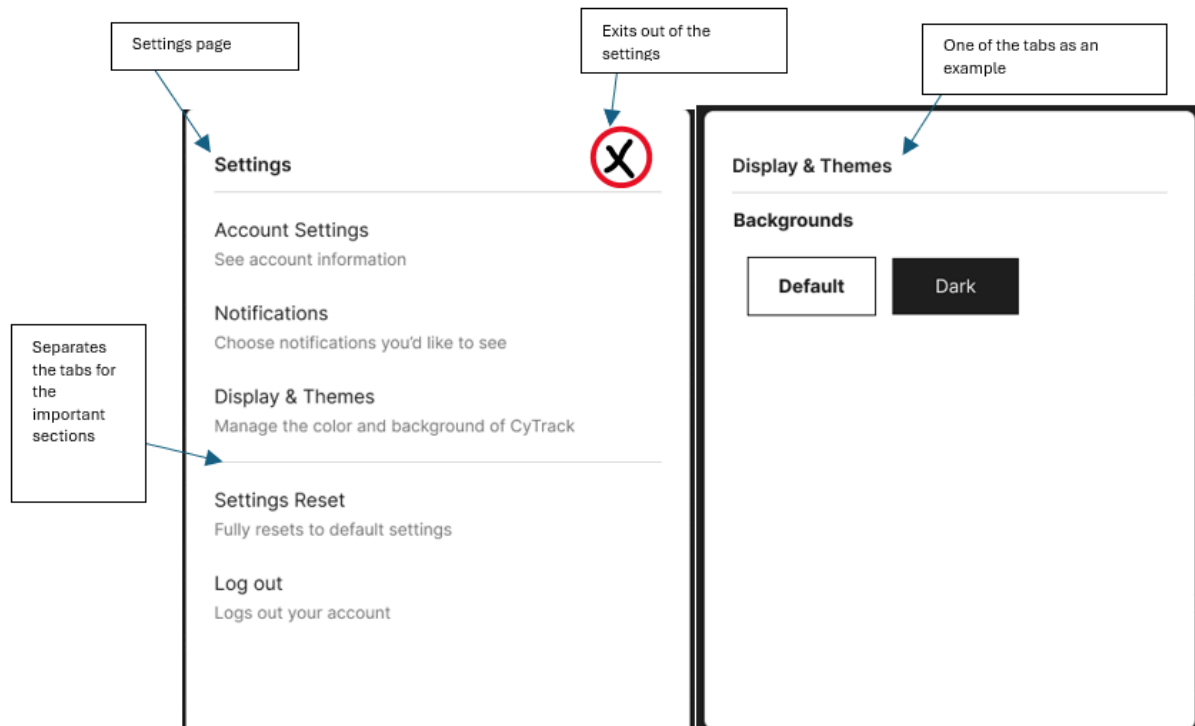 Settings page
Exits out of the
settings
One of the tabs as an
example
Settings
X
Account Settings
See account information
Notifications
Choose notifications you'd like to see
Display & Themes
Manage the color and background of CyTrack
Separates
the tabs for
the
important
sections
Settings Reset
Fully resets to default settings
Log out
Logs out your account
Display & Themes
Backgrounds
Default
Dark